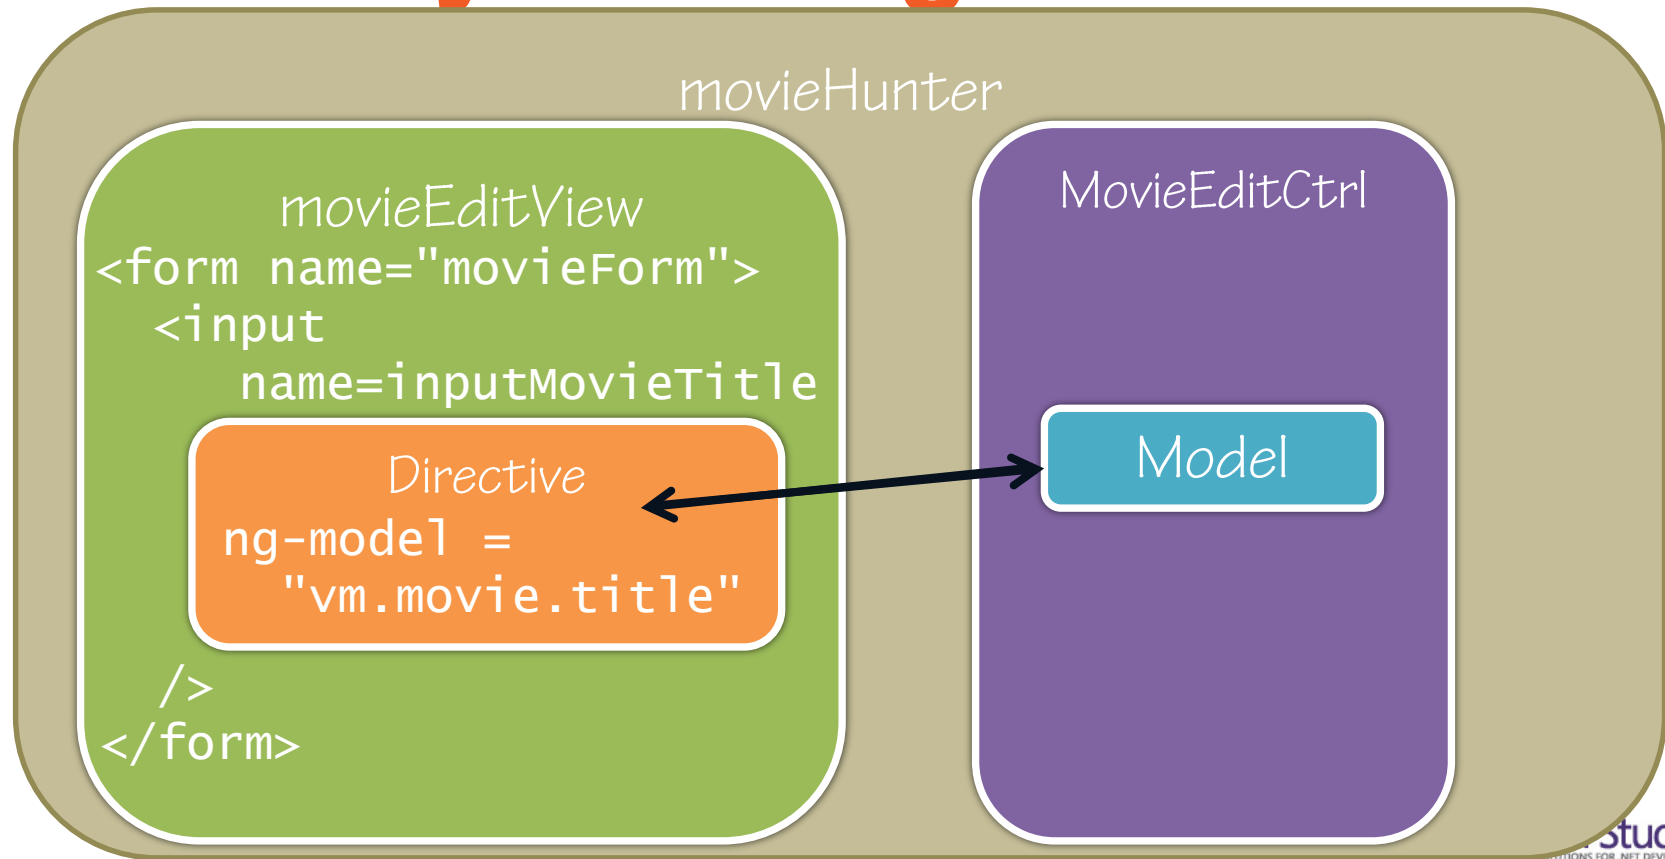 movieHunter
movieEditView
<form name="movieForm">
<input
name=inputMovieTitle
Directive
ng-model =
"vm.movie.title"
/>
</form>
MovieEditCtrl
Model